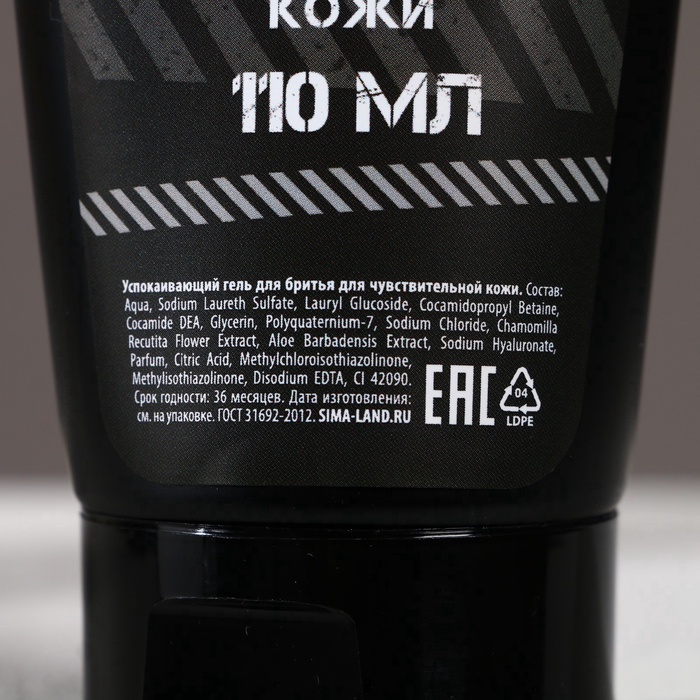 кожи
110 МЛ
Успокаивающий гель для бритья для чувствительной кожи. Состав:
Aqua, Sodium Laureth Sulfate, Lauryl Glucoside, Cocamidopropyl Betaine,
Cocamide DEA, Glycerin, Polyquaternium-7, Sodium Chloride, Chamomilla
Recutita Flower Extract, Aloe Barbadensis Extract, Sodium Hyaluronate,
Parfum, Citric Acid, Methylchloroisothiazolinone,
Methylisothiazolinone, Disodium EDTA, CI 42090.
Срок годности: 36 месяцев. Дата изготовления:
см. на упаковке. ГОСТ 31692-2012. SIMA-LAND.RU
EAC
04
LDPE